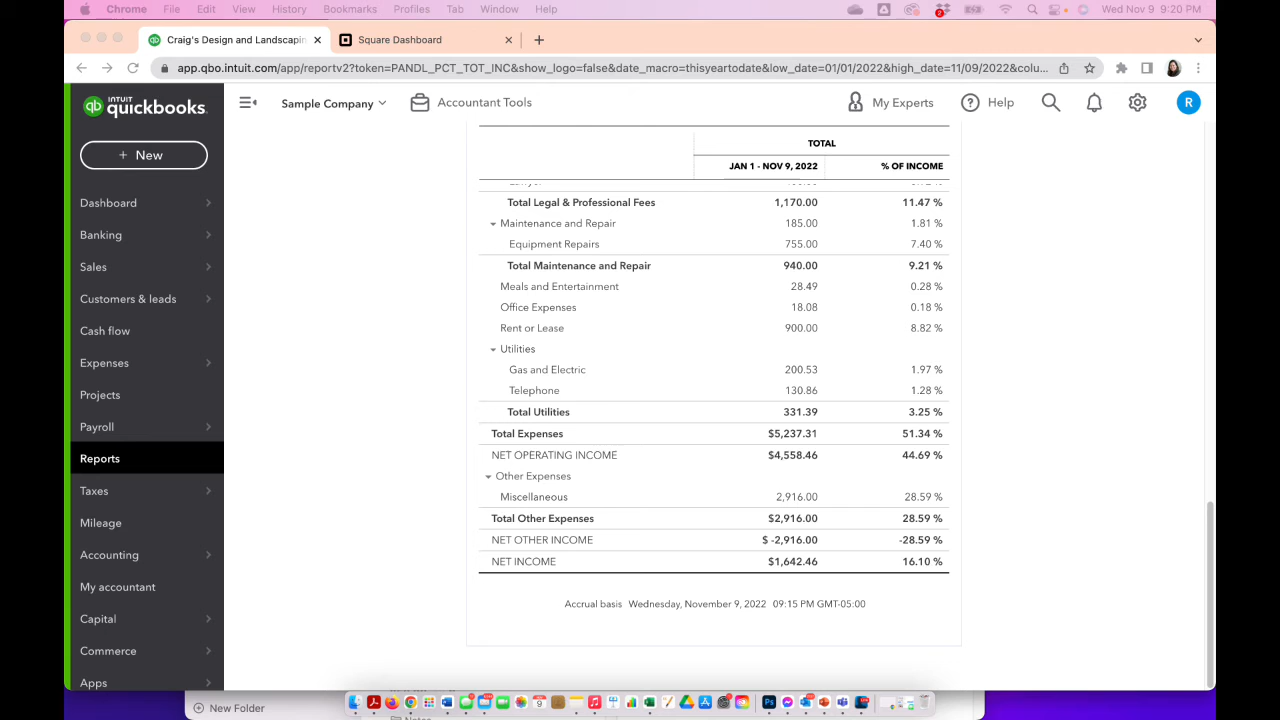 Chrome File Edit View History Bookmarks Profiles Tab Window Help Wed Nov 9 9:20 PM
Craig's Design and Landscapin Square Dashboard
app.qbo.intuit.com/app/reportv2?token=PANDL_PCT_TOT_INC&show_logo=false&date_macro=thisyeartodate&low_date=01/01/2022&high_date=11/09/2022&colu...
INTUIT
quickbooks. Sample Company Accountant Tools My Experts Help R
+ New
Dashboard
Banking
Sales
Customers & leads
Cash flow
Expenses
Projects
Payroll
Reports
Taxes
Mileage
Accounting
My accountant
Capital
Commerce
Apps
TOTAL
JAN 1 - NOV 9, 2022 % OF INCOME
Total Legal & Professional Fees 1,170.00 11.47 %
Maintenance and Repair 185.00 1.81 %
Equipment Repairs 755.00 7.40 %
Total Maintenance and Repair 940.00 9.21 %
Meals and Entertainment 28.49 0.28 %
Office Expenses 18.08 0.18 %
Rent or Lease 900.00 8.82 %
Utilities
Gas and Electric 200.53 1.97 %
Telephone 130.86 1.28 %
Total Utilities 331.39 3.25 %
Total Expenses $5,237.31 51.34 %
NET OPERATING INCOME $4,558.46 44.69 %
Other Expenses
Miscellaneous 2,916.00 28.59 %
Total Other Expenses $2,916.00 28.59 %
NET OTHER INCOME $ -2,916.00 -28.59 %
NET INCOME $1,642.46 16.10 %
Accrual basis Wednesday, November 9, 2022 09:15 PM GMT-05:00
New Folder